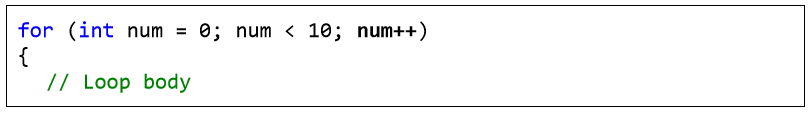 for (int num = 0; num < 10; num++)
{
// Loop body